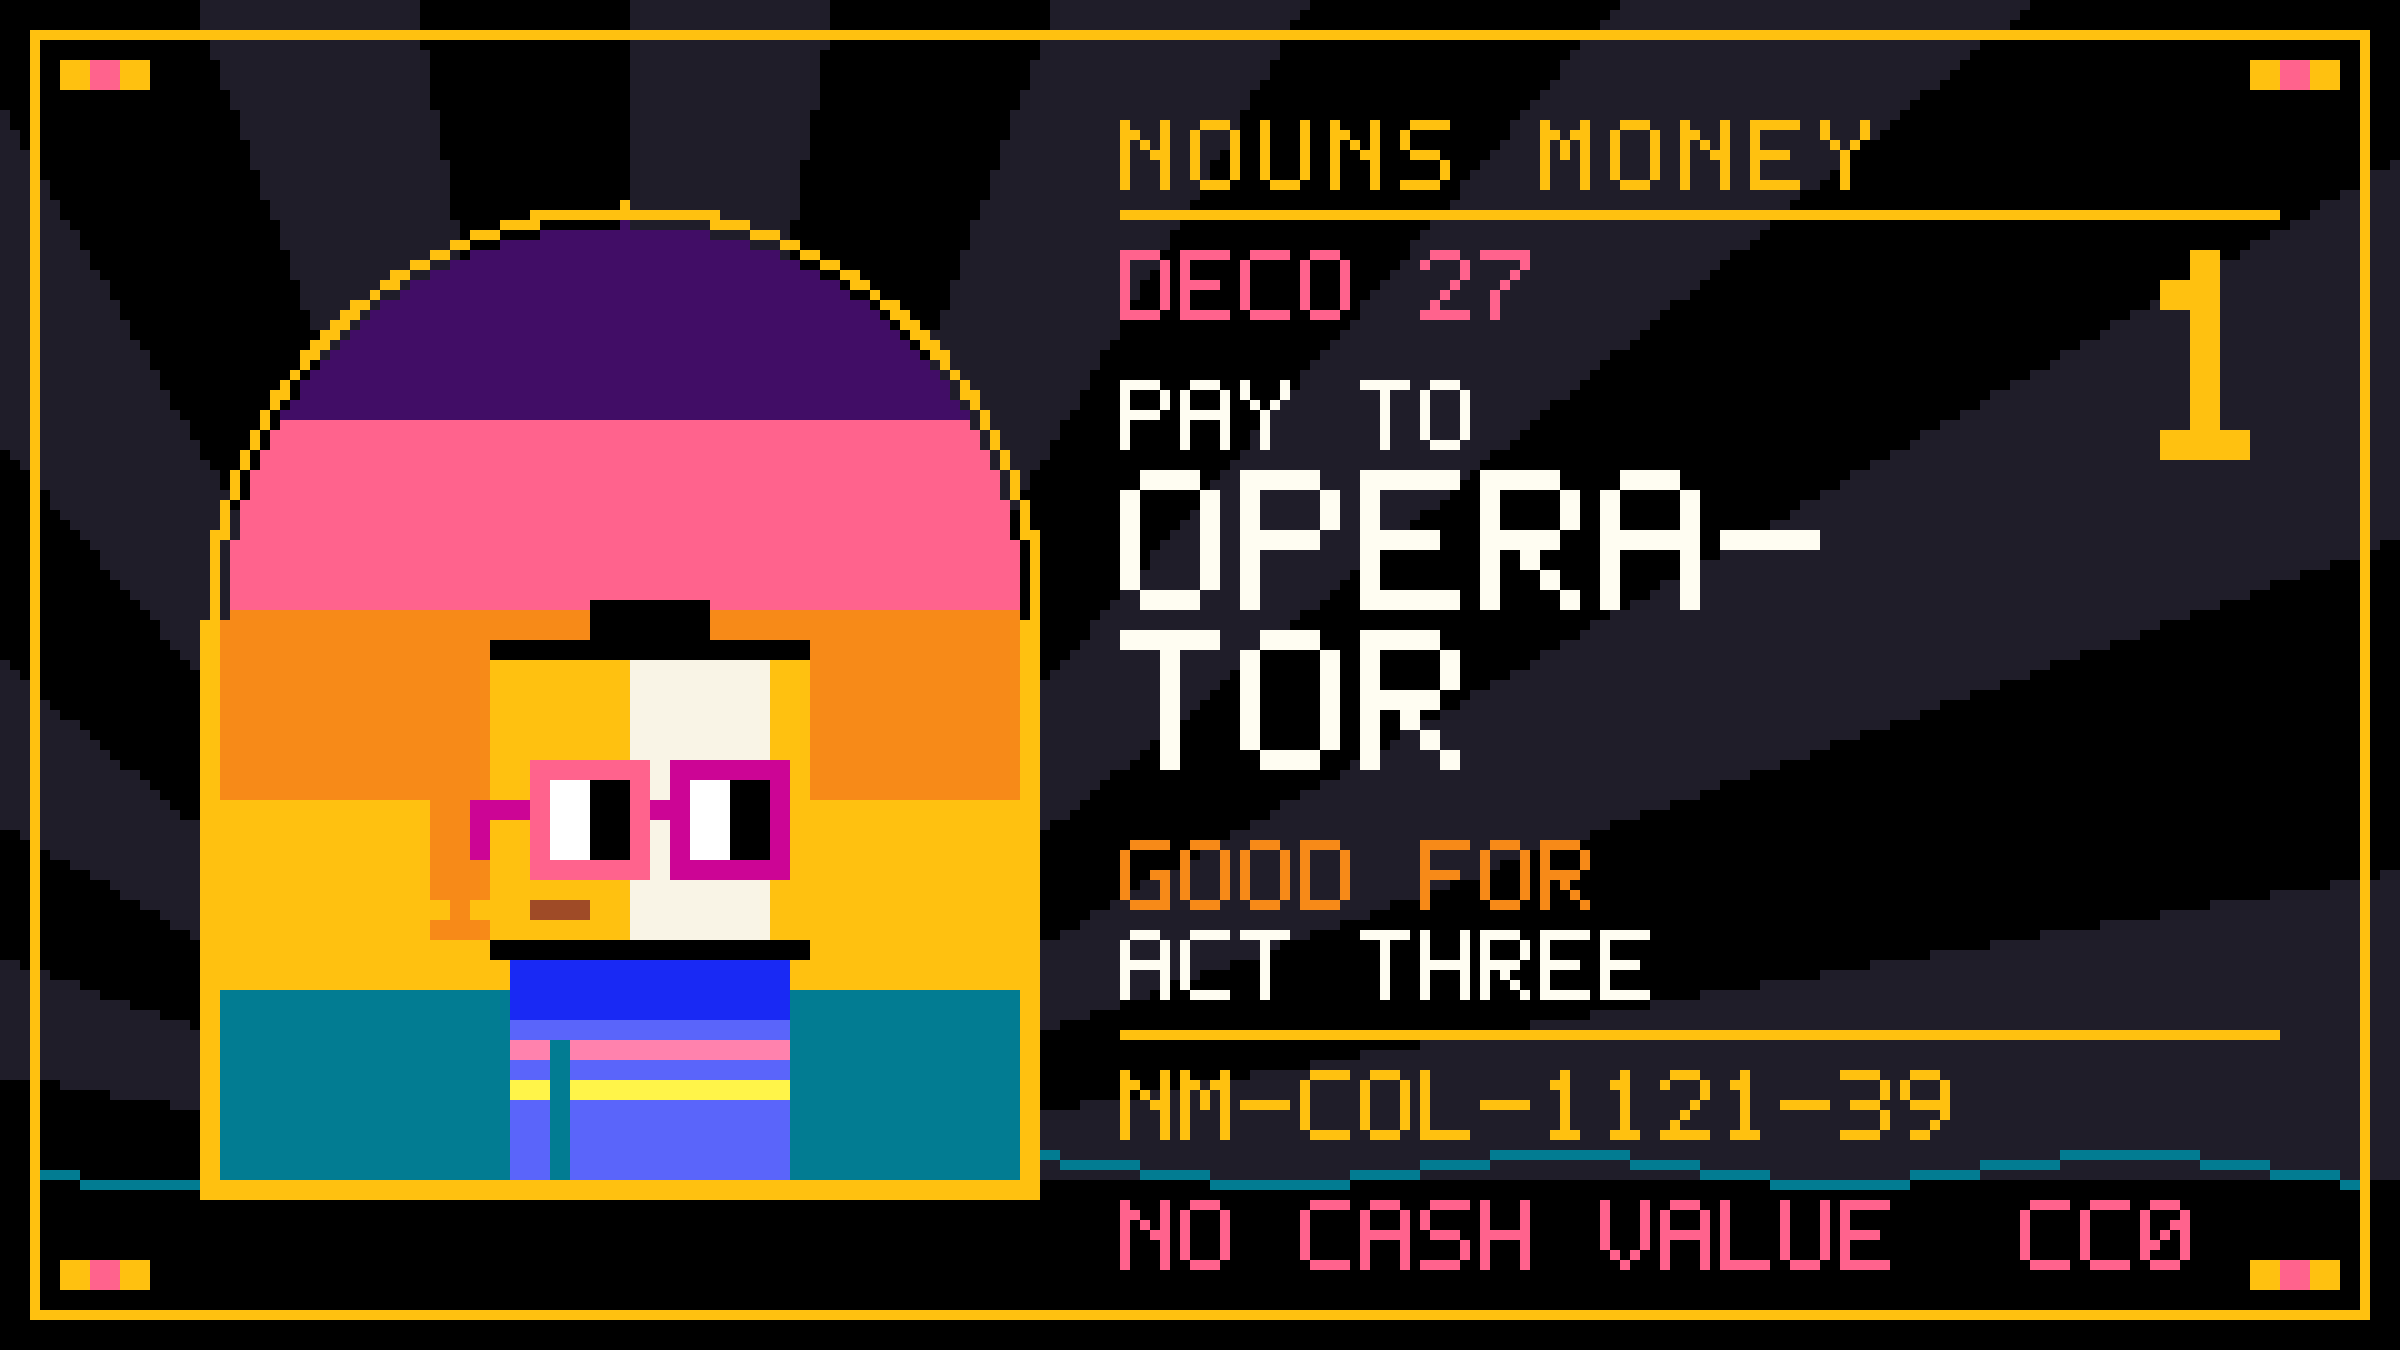 NOUNS MONEY
DECO 27
1
PAY TO
OPERA-
TOR
GOOD FOR
ACT THREE
NM-COL-1121-39
NO CASH VALUE CC0